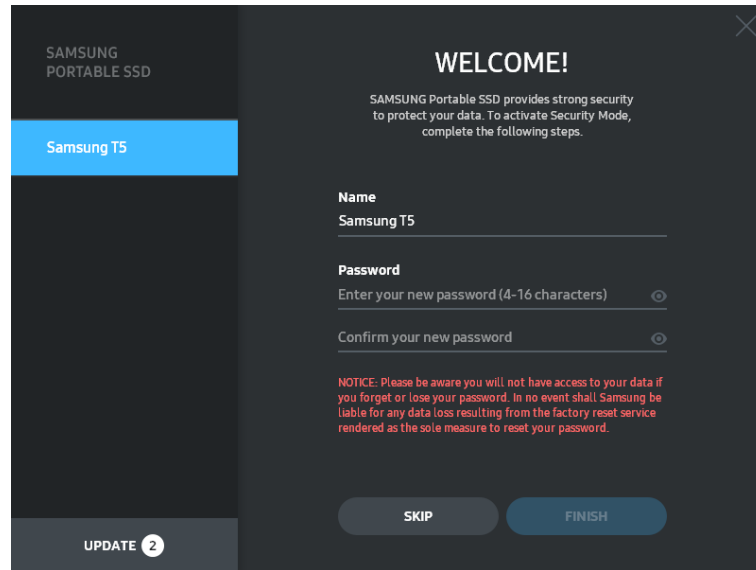 SAMSUNG
PORTABLE SSD
Samsung T5
UPDATE 2
WELCOME!
SAMSUNG Portable SSD provides strong security
to protect your data. To activate Security Mode,
complete the following steps.
Name
Samsung T5
Password
Enter your new password (4-16 characters)
Confirm your new password
NOTICE: Please be aware you will not have access to your data if
you forget or lose your password. In no event shall Samsung be
liable for any data loss resulting from the factory reset service
rendered as the sole measure to reset your password.
SKIP
FINISH